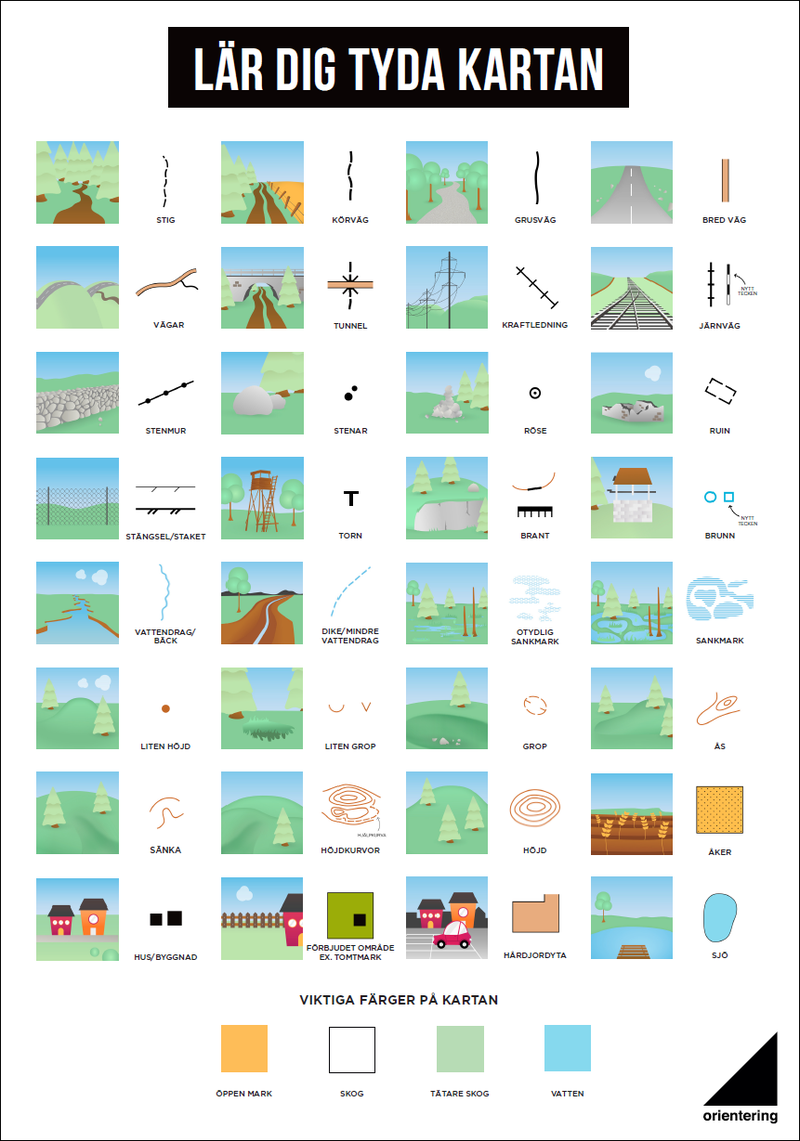 LÄR DIG TYDA KARTAN
STIG
KÖRVÄG
GRUSVÄG
BRED VÄG
VÄGAR
TUNNEL
KRAFTLEDNING
NYTT
TECKEN
JÄRNVÄG
STENMUR
STENAR
RÖSE
RUIN
STÄNGSEL/STAKET
TORN
BRANT
NYTT
TECKEN
BRUNN
VATTENDRAG/
BÄCK
DIKE/MINDRE
VATTENDRAG
OTYDLIG
SANKMARK
SANKMARK
LITEN HÖJD
LITEN GROP
GROP
ÅS
SÄNKA
HJÄLPKURVA
HÖJDKURVOR
HÖJD
ÅKER
HUS/BYGGNAD
FÖRBJUDET OMRÅDE
EX. TOMTMARK
HÅRDJORDYTA
SJÖ
VIKTIGA FÄRGER PÅ KARTAN
ÖPPEN MARK
SKOG
TÄTARE SKOG
VATTEN
orientering